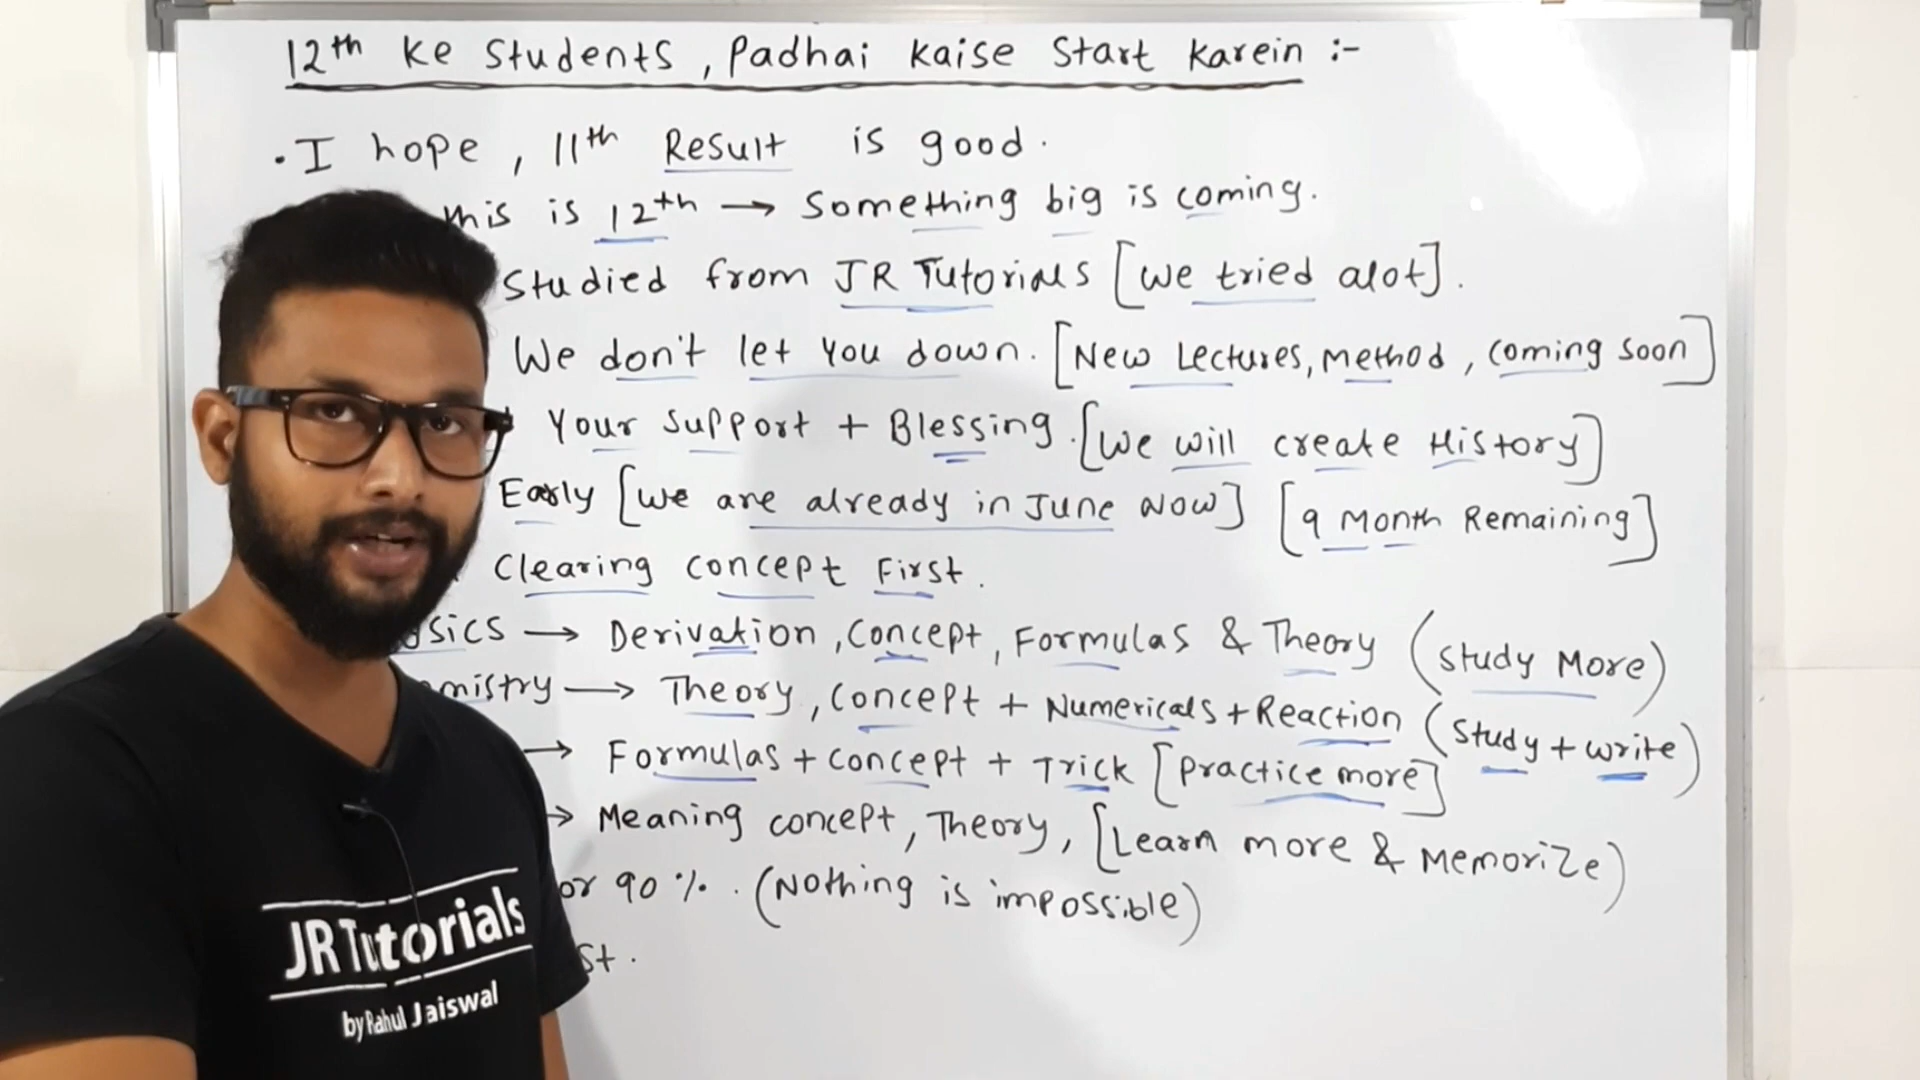 12th Ke Students, Padhai Kaise Start Karein :-
• I hope, 11th Result is good.
this is 12th → Something big is coming.
Studied from JR Tutorials [We tried alot].
We don't let You down. [New Lectures, Method, Coming Soon]
Your Support + Blessing. [We will create History]
Early [We are already in June Now] [9 Month Remaining]
Clearing Concept First.
sics → Derivation, Concept, Formulas & Theory (Study More)
mistry → Theory, Concept + Numericals + Reaction (Study + Write)
→ Formulas + Concept + Trick [Practice more]
→ Meaning concept, Theory, [Learn more & Memorize)
or 90%. (Nothing is impossible)
st.
JR Tutorials
by Rahul Jaiswal